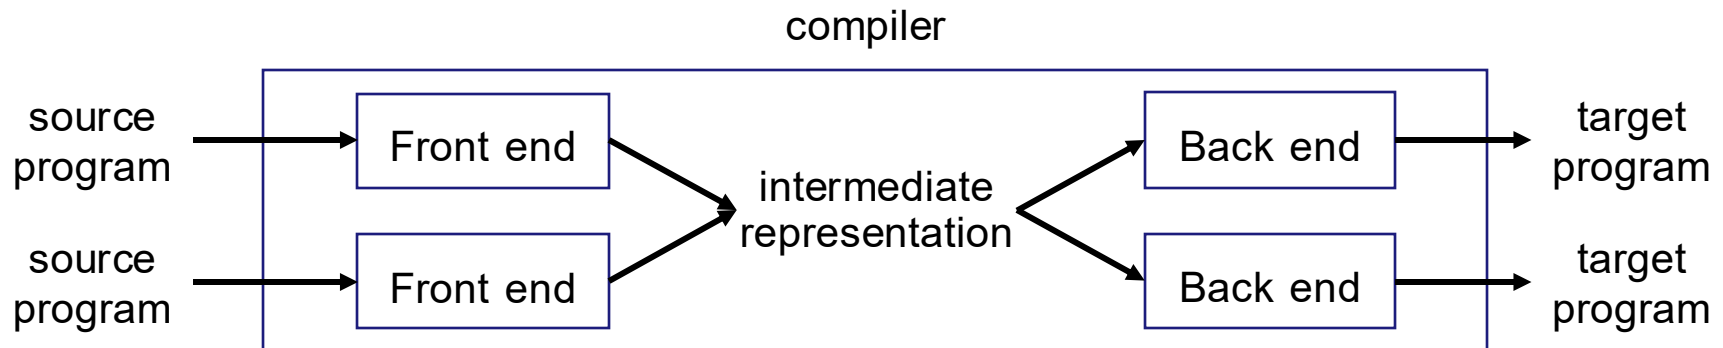 compiler
source
program
Front end
intermediate
representation
Back end
target
program
source
program
Front end
Back end
target
program